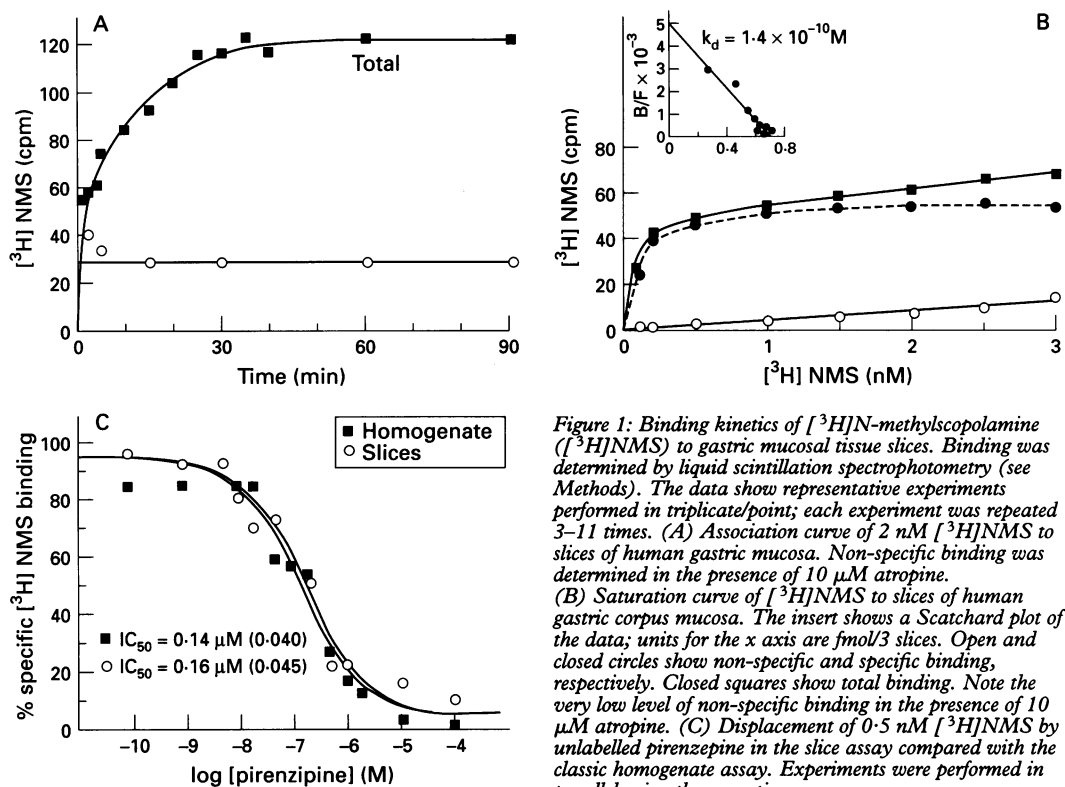 A
120
100
80
60
40
20
0
[³H] NMS (cpm)
Total
0
30
60
90
Time (min)
B
5
4
3
2
1
0
B/F × 10⁻³
k_d = 1·4 × 10⁻¹⁰M
0
0.4
0.8
80
60
40
20
0
[³H] NMS (cpm)
0
1
2
3
[³H] NMS (nM)
C
100
80
60
40
20
0
% specific [³H] NMS binding
■ Homogenate
○ Slices
■ IC₅₀ = 0·14 μM (0·040)
○ IC₅₀ = 0·16 μM (0·045)
−10
−9
−8
−7
−6
−5
−4
log [pirenzipine] (M)
Figure 1: Binding kinetics of [³H]N-methylscopolamine
([³H]NMS) to gastric mucosal tissue slices. Binding was
determined by liquid scintillation spectrophotometry (see
Methods). The data show representative experiments
performed in triplicate/point; each experiment was repeated
3–11 times. (A) Association curve of 2 nM [³H]NMS to
slices of human gastric mucosa. Non-specific binding was
determined in the presence of 10 μM atropine.
(B) Saturation curve of [³H]NMS to slices of human
gastric corpus mucosa. The insert shows a Scatchard plot of
the data; units for the x axis are fmol/3 slices. Open and
closed circles show non-specific and specific binding,
respectively. Closed squares show total binding. Note the
very low level of non-specific binding in the presence of 10
μM atropine. (C) Displacement of 0·5 nM [³H]NMS by
unlabelled pirenzepine in the slice assay compared with the
classic homogenate assay. Experiments were performed in